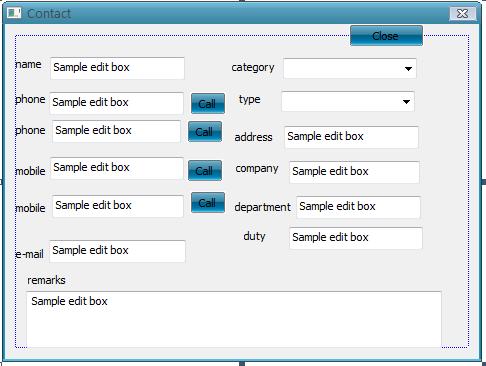 Contact
Close
name Sample edit box category
phone Sample edit box Call type
phone Sample edit box Call address Sample edit box
mobile Sample edit box Call company Sample edit box
mobile Sample edit box Call department Sample edit box
duty Sample edit box
e-mail Sample edit box
remarks
Sample edit box